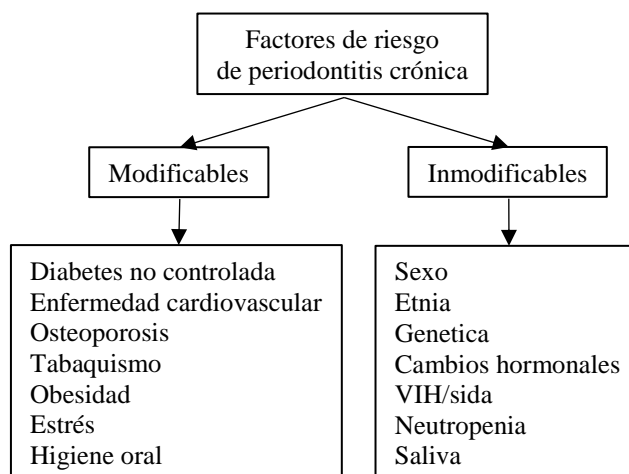 Factores de riesgo
de periodontitis crónica
Modificables
Inmodificables
Diabetes no controlada
Enfermedad cardiovascular
Osteoporosis
Tabaquismo
Obesidad
Estrés
Higiene oral
Sexo
Etnia
Genetica
Cambios hormonales
VIH/sida
Neutropenia
Saliva